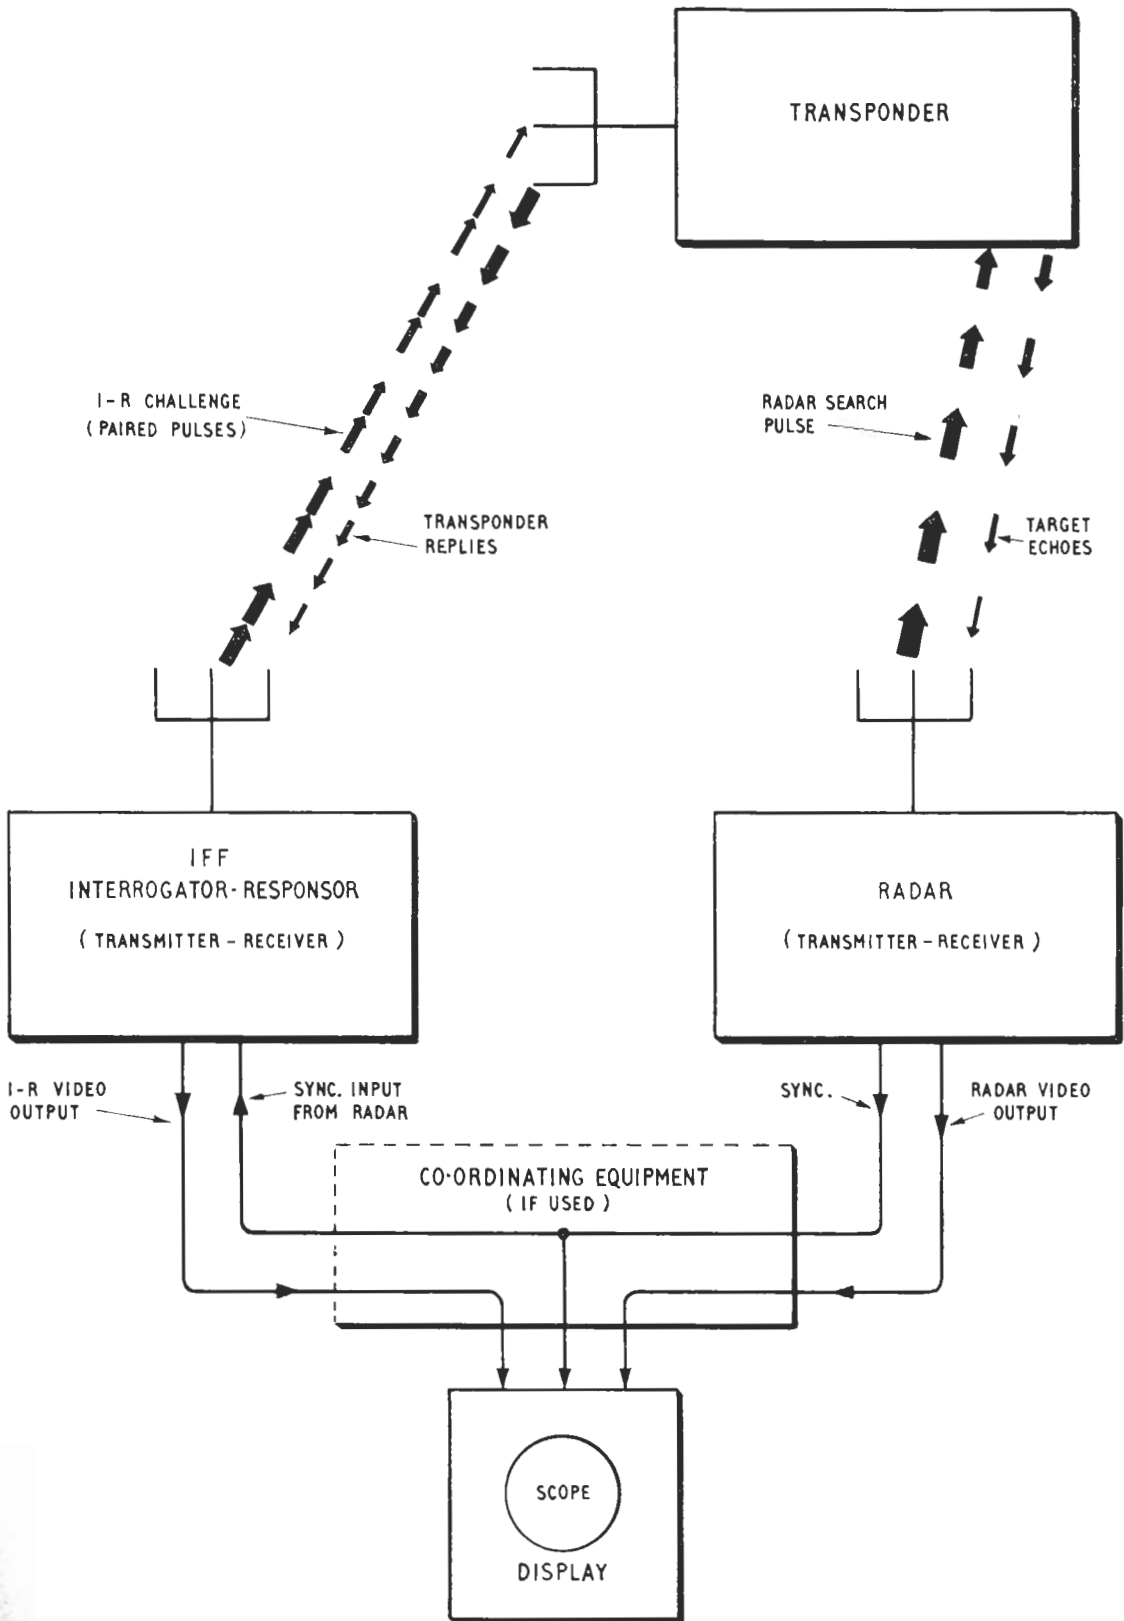 TRANSPONDER
I-R CHALLENGE
(PAIRED PULSES)
RADAR SEARCH
PULSE
TRANSPONDER
REPLIES
TARGET
ECHOES
IFF
INTERROGATOR-RESPONSOR
(TRANSMITTER-RECEIVER)
RADAR
(TRANSMITTER-RECEIVER)
I-R VIDEO
OUTPUT
SYNC. INPUT
FROM RADAR
SYNC.
RADAR VIDEO
OUTPUT
CO-ORDINATING EQUIPMENT
(IF USED)
SCOPE
DISPLAY